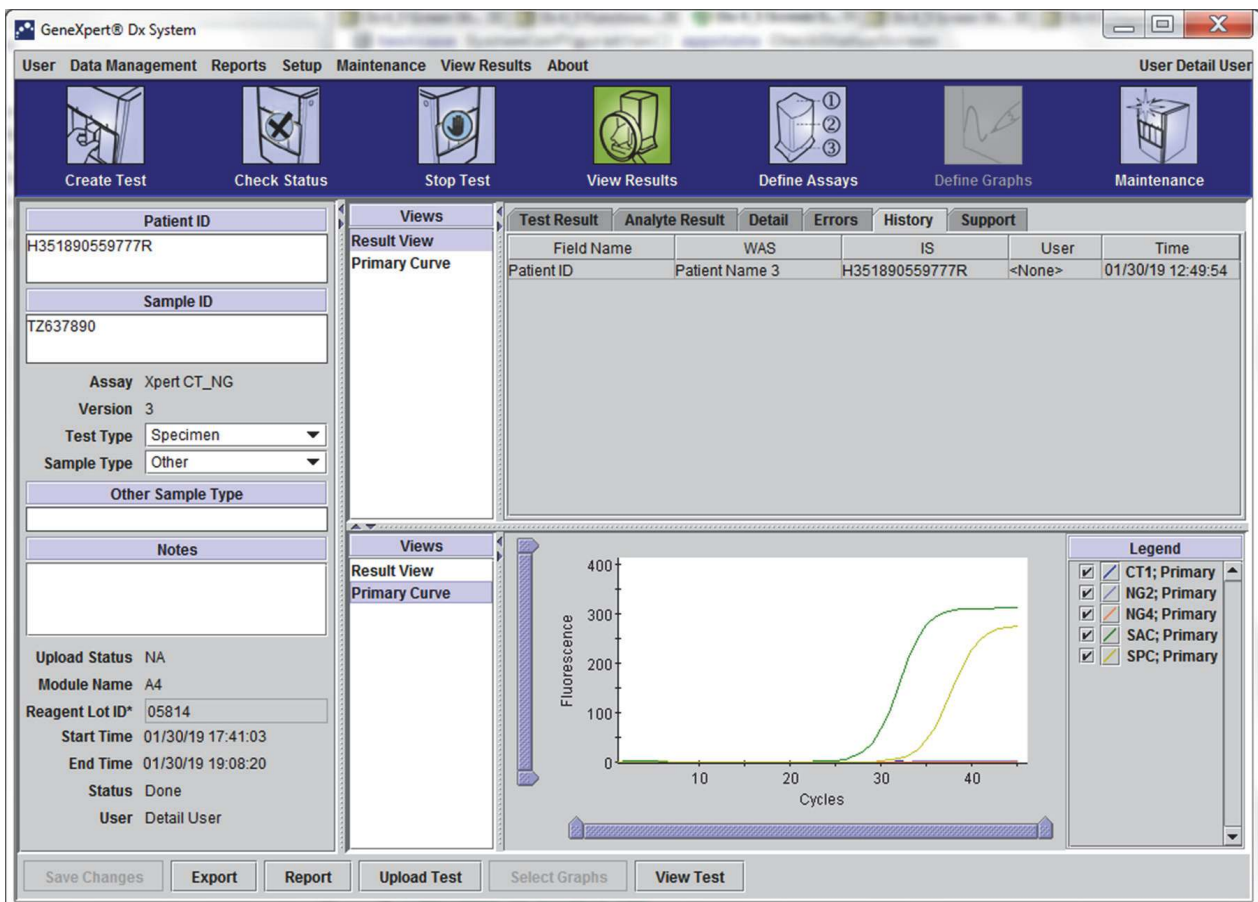 GeneXpert® Dx System
User Data Management Reports Setup Maintenance View Results About User Detail User
①
②
③
Create Test Check Status Stop Test View Results Define Assays Define Graphs Maintenance
Patient ID
H351890559777R
Sample ID
TZ637890
Assay Xpert CT_NG
Version 3
Test Type Specimen
Sample Type Other
Other Sample Type
Notes
Upload Status NA
Module Name A4
Reagent Lot ID* 05814
Start Time 01/30/19 17:41:03
End Time 01/30/19 19:08:20
Status Done
User Detail User
Views
Result View
Primary Curve
Test Result Analyte Result Detail Errors History Support
Field Name WAS IS User Time
Patient ID Patient Name 3 H351890559777R <None> 01/30/19 12:49:54
Views
Result View
Primary Curve
Fluorescence
400
300
200
100
0
10 20 30 40
Cycles
Legend
CT1; Primary
NG2; Primary
NG4; Primary
SAC; Primary
SPC; Primary
Save Changes Export Report Upload Test Select Graphs View Test